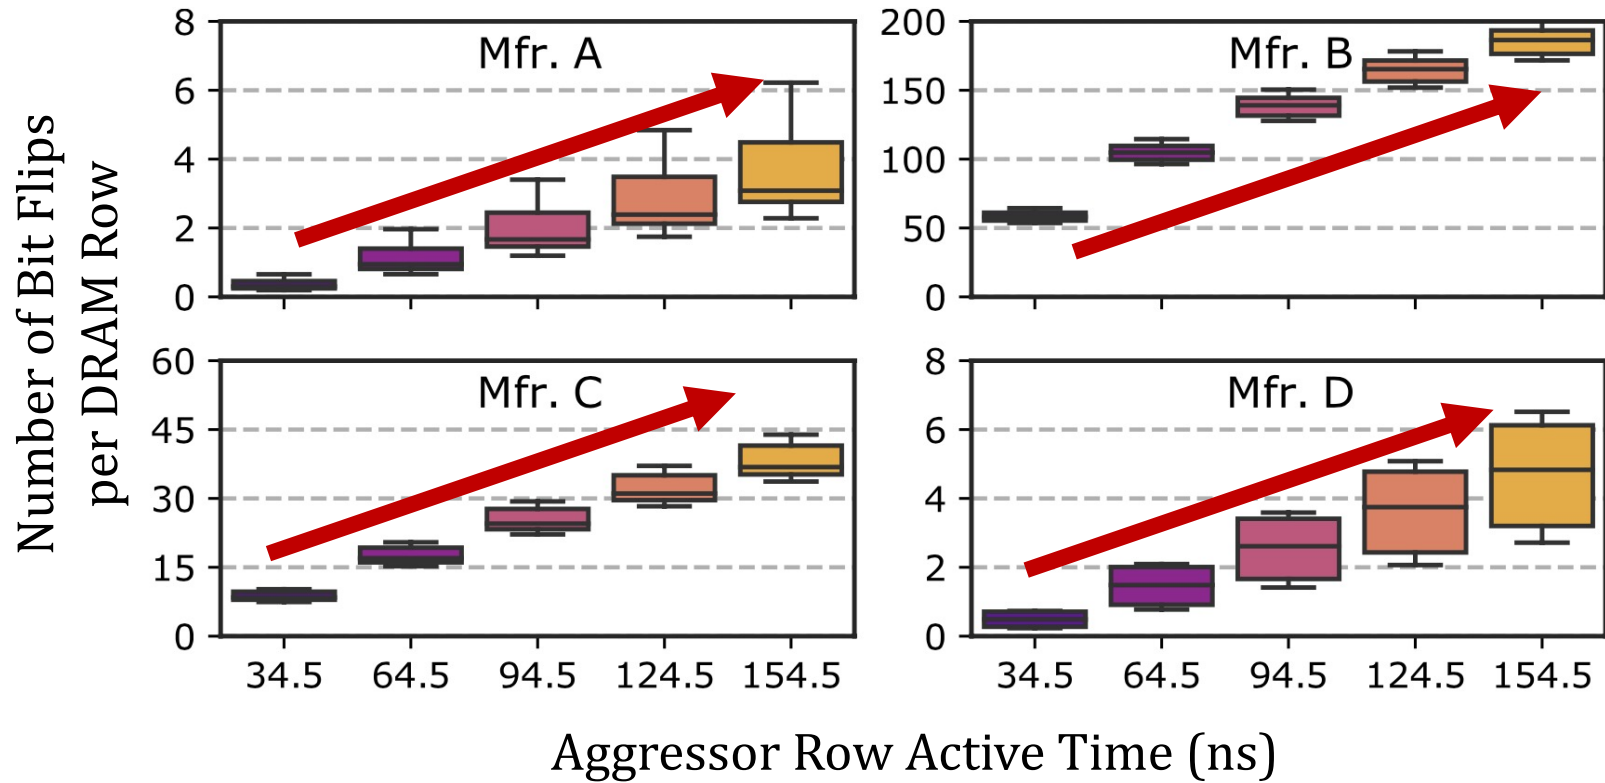 Number of Bit Flips
per DRAM Row
Mfr. A
8
6
4
2
0
Mfr. B
200
150
100
50
0
Mfr. C
60
45
30
15
0
34.5 64.5 94.5 124.5 154.5
Mfr. D
8
6
4
2
0
34.5 64.5 94.5 124.5 154.5
Aggressor Row Active Time (ns)